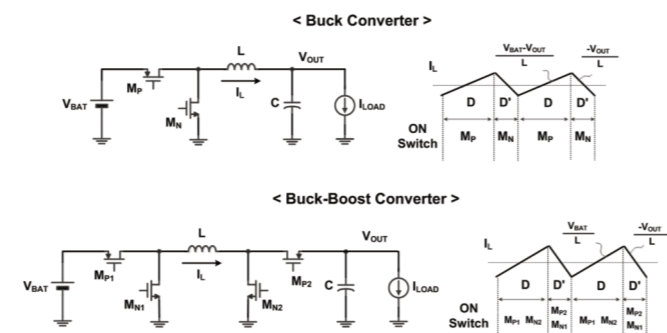 < Buck Converter >
L
VOUT
MP
IL
VBAT
MN
C
ILOAD
VBAT-VOUT
L
-VOUT
L
IL
D D' D D'
ON
Switch
MP MN MP MN
< Buck-Boost Converter >
L
VOUT
MP1
IL
MP2
VBAT
MN1
MN2
C
ILOAD
VBAT
L
-VOUT
L
IL
D D' D D'
ON
Switch
MP1 MN2
MP2
MN1
MP1 MN2
MP2
MN1